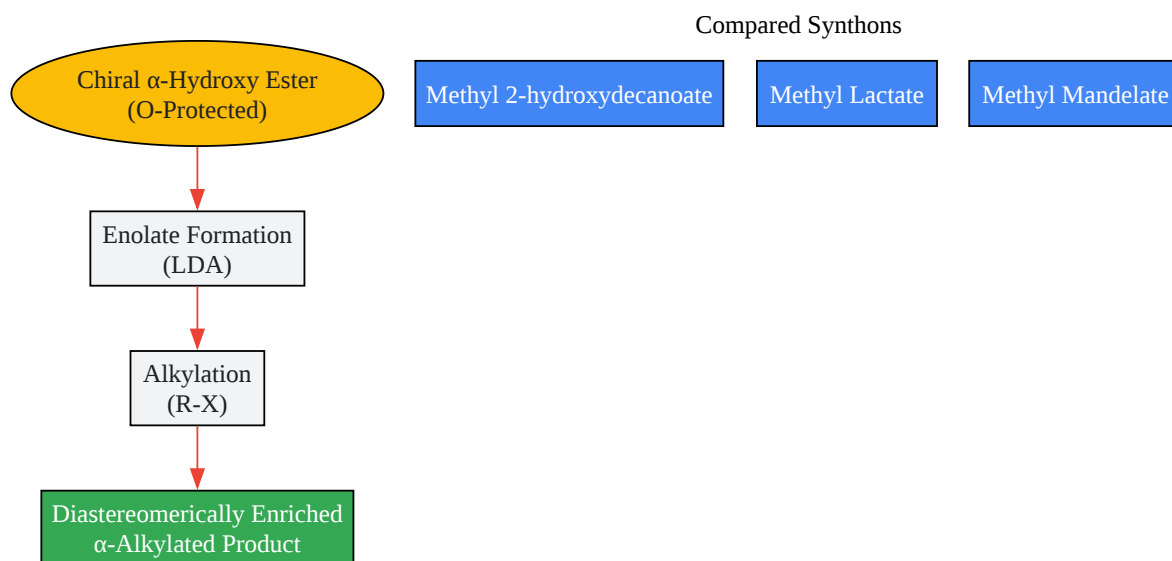 Compared Synthons
Chiral α-Hydroxy Ester
(O-Protected)
Methyl 2-hydroxydecanoate
Methyl Lactate
Methyl Mandelate
Enolate Formation
(LDA)
Alkylation
(R-X)
Diastereomerically Enriched
α-Alkylated Product